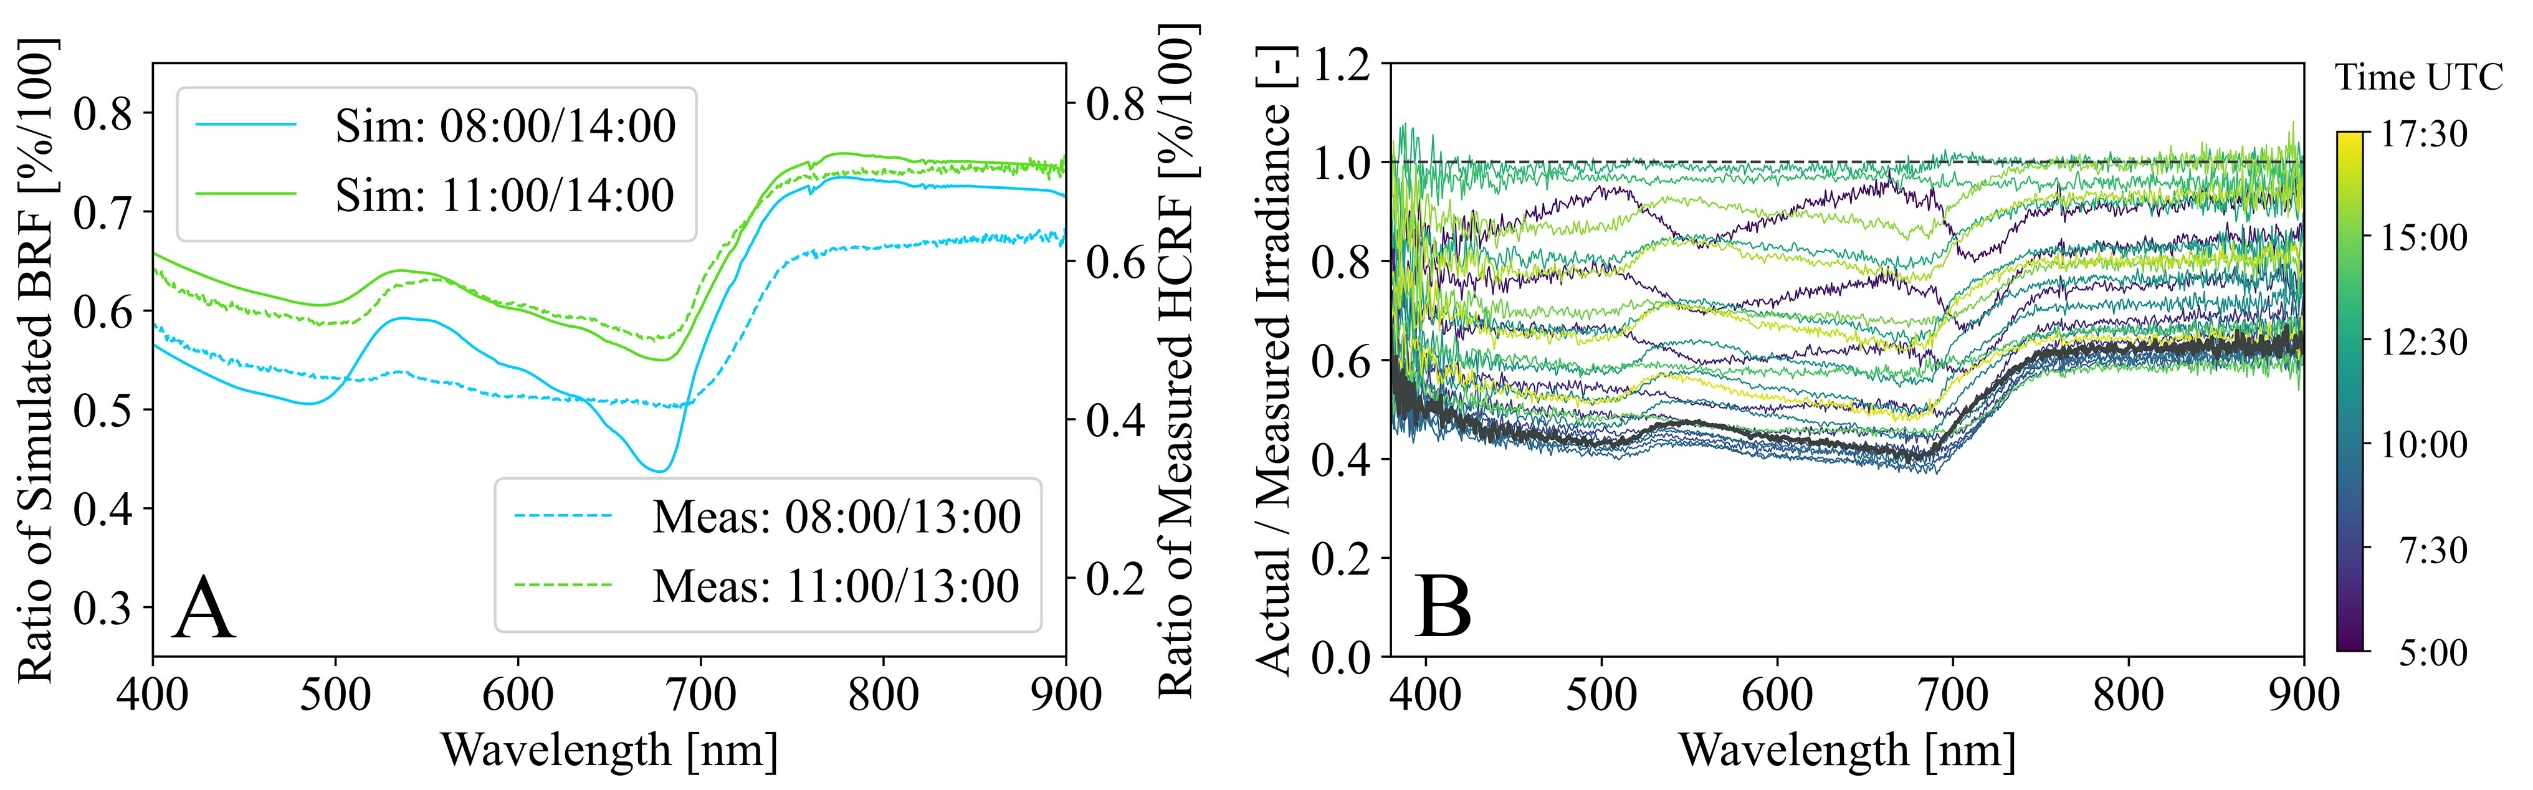 Ratio of Simulated BRF [%/100]
0.8
0.7
0.6
0.5
0.4
0.3
Sim: 08:00/14:00
Sim: 11:00/14:00
Meas: 08:00/13:00
Meas: 11:00/13:00
A
400 500 600 700 800 900
Wavelength [nm]
0.8
0.6
0.4
0.2
Ratio of Measured HCRF [%/100]
Actual / Measured Irradiance [-]
1.2
1.0
0.8
0.6
0.4
0.2
0.0
B
400 500 600 700 800 900
Wavelength [nm]
Time UTC
17:30
15:00
12:30
10:00
7:30
5:00